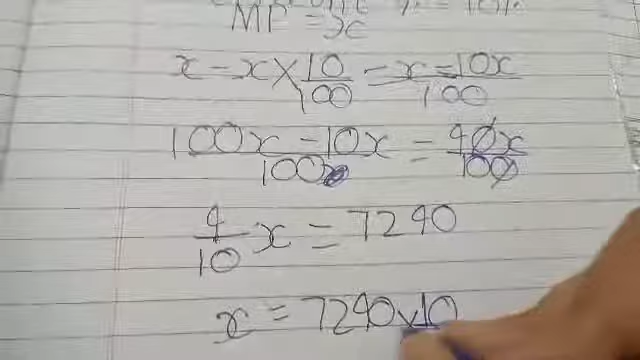 MP = x
x - x × 10/100 = x - 10x/100
100x - 10x/100 = 90x/100
9/10 x = 7290
x = 7290 × 10